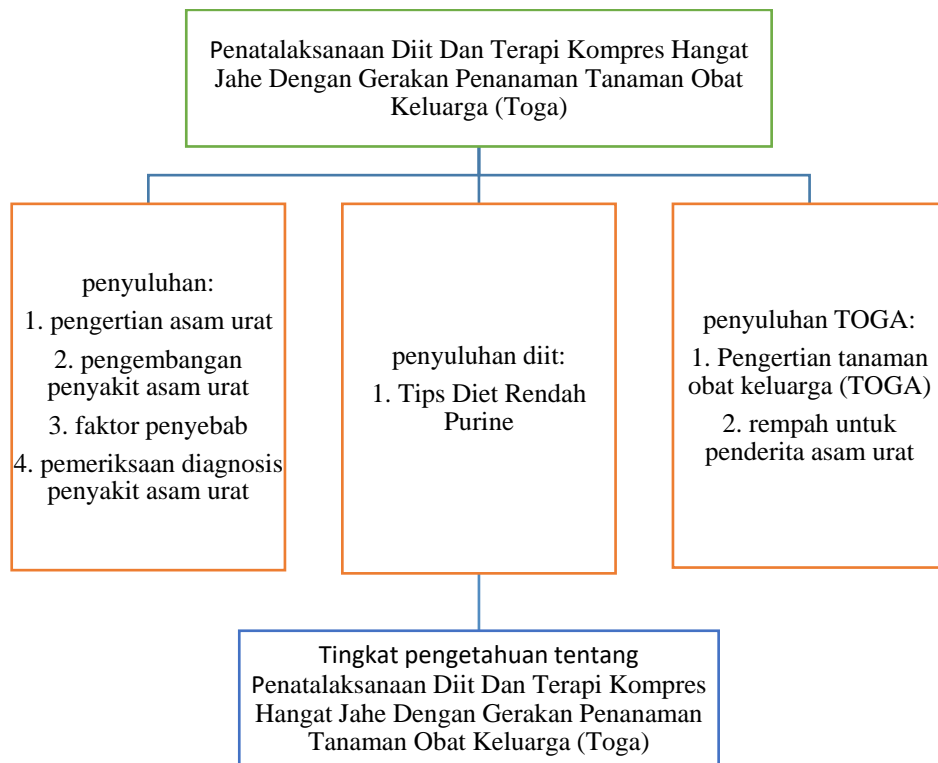 Penatalaksanaan Diit Dan Terapi Kompres Hangat
Jahe Dengan Gerakan Penanaman Tanaman Obat
Keluarga (Toga)
penyuluhan:
1. pengertian asam urat
2. pengembangan
penyakit asam urat
3. faktor penyebab
4. pemeriksaan diagnosis
penyakit asam urat
penyuluhan diit:
1. Tips Diet Rendah
Purine
penyuluhan TOGA:
1. Pengertian tanaman
obat keluarga (TOGA)
2. rempah untuk
penderita asam urat
Tingkat pengetahuan tentang
Penatalaksanaan Diit Dan Terapi Kompres
Hangat Jahe Dengan Gerakan Penanaman
Tanaman Obat Keluarga (Toga)